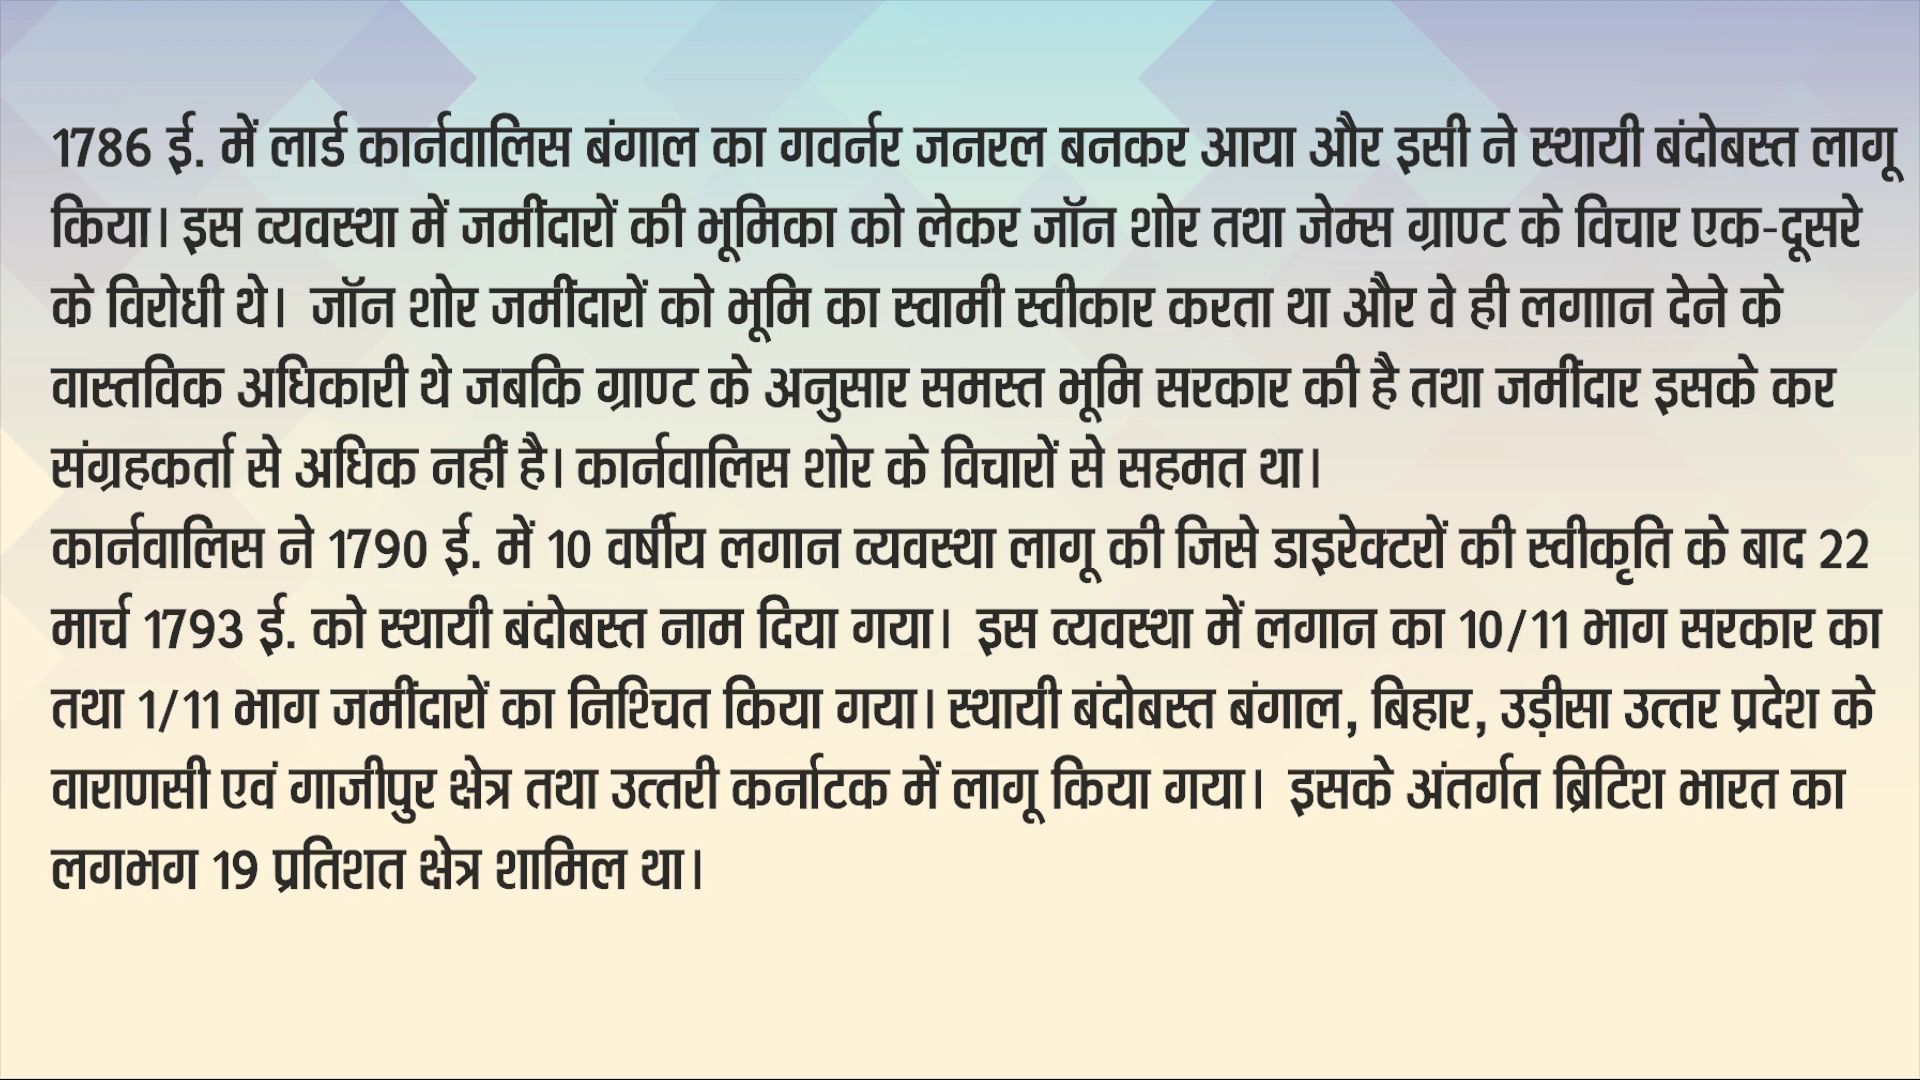 1786 ई. में लार्ड कार्नवालिस बंगाल का गवर्नर जनरल बनकर आया और इसी ने स्थायी बंदोबस्त लागू
किया। इस व्यवस्था में जमींदारों की भूमिका को लेकर जॉन शोर तथा जेम्स ग्राण्ट के विचार एक-दूसरे
के विरोधी थे। जॉन शोर जमींदारों को भूमि का स्वामी स्वीकार करता था और वे ही लगाान देने के
वास्तविक अधिकारी थे जबकि ग्राण्ट के अनुसार समस्त भूमि सरकार की है तथा जमींदार इसके कर
संग्रहकर्ता से अधिक नहीं है। कार्नवालिस शोर के विचारों से सहमत था।
कार्नवालिस ने 1790 ई. में 10 वर्षीय लगान व्यवस्था लागू की जिसे डाइरेक्टरों की स्वीकृति के बाद 22
मार्च 1793 ई. को स्थायी बंदोबस्त नाम दिया गया। इस व्यवस्था में लगान का 10/11 भाग सरकार का
तथा 1/11 भाग जमींदारों का निश्चित किया गया। स्थायी बंदोबस्त बंगाल, बिहार, उड़ीसा उत्तर प्रदेश के
वाराणसी एवं गाजीपुर क्षेत्र तथा उत्तरी कर्नाटक में लागू किया गया। इसके अंतर्गत ब्रिटिश भारत का
लगभग 19 प्रतिशत क्षेत्र शामिल था।